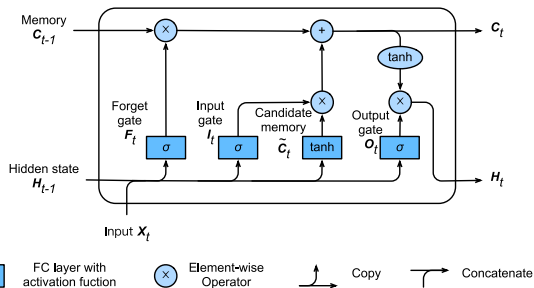 Memory
C_{t-1}
×
+
C_t
tanh
Forget gate
F_t
Input gate
I_t
Candidate memory
C̃_t
×
Output gate
O_t
×
σ
σ
tanh
σ
Hidden state
H_{t-1}
H_t
Input X_t
FC layer with
activation fuction
×
Element-wise
Operator
Copy
Concatenate